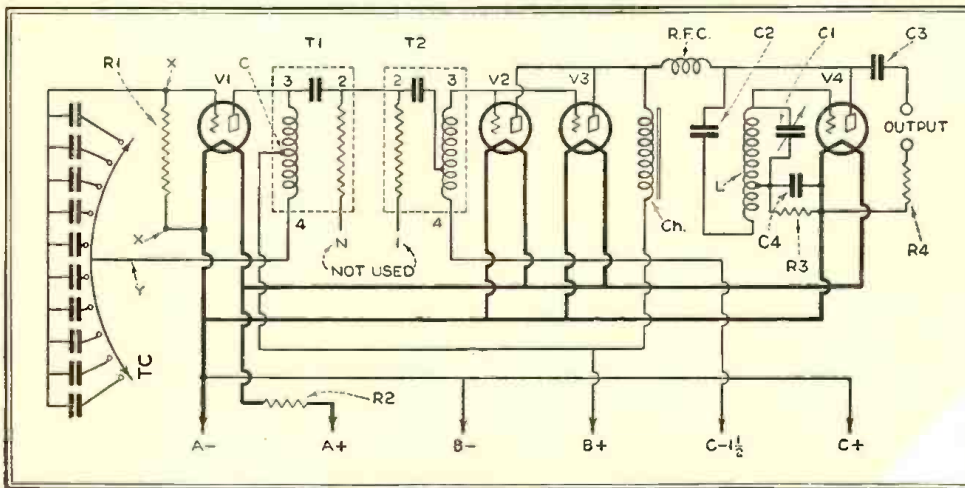 R.F.C. C2 C1 C3
T1 T2
R1 X V1 C 3 2 2 3 V2 V3 V4
OUTPUT
L
4 4 Ch. C4 R3 R4
X N I
NOT USED
Y
TC
R2
A- A+ B- B+ C-1½ C+